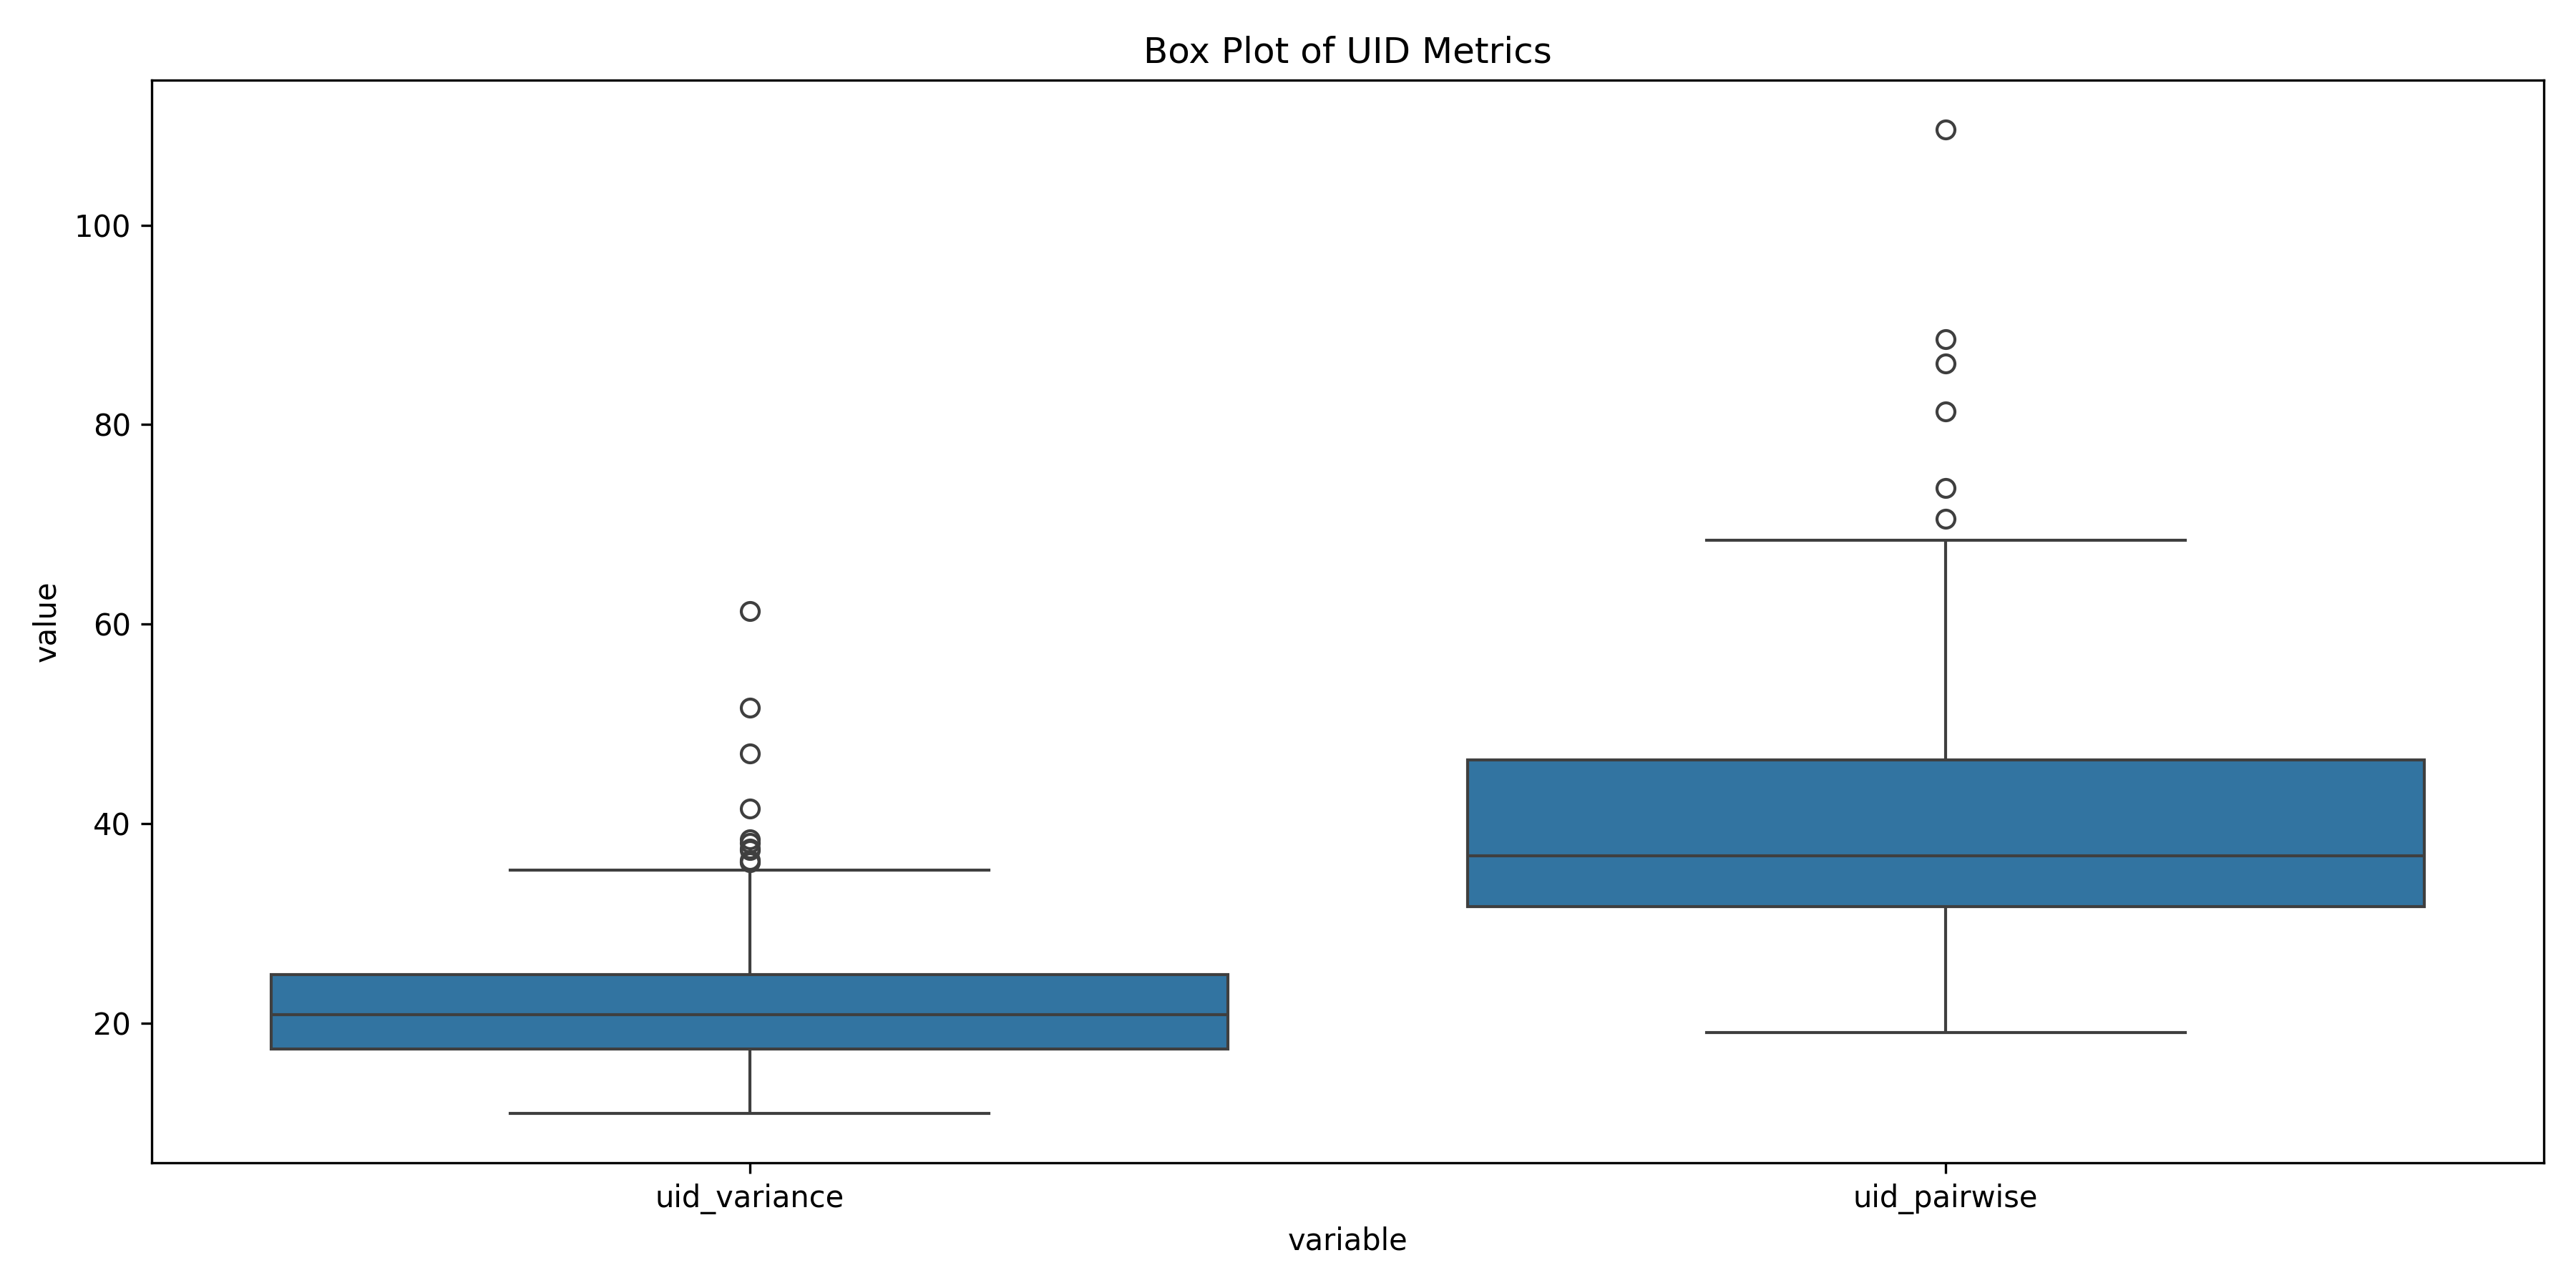 Box Plot of UID Metrics
100
80
60
40
20
value
uid_variance
uid_pairwise
variable